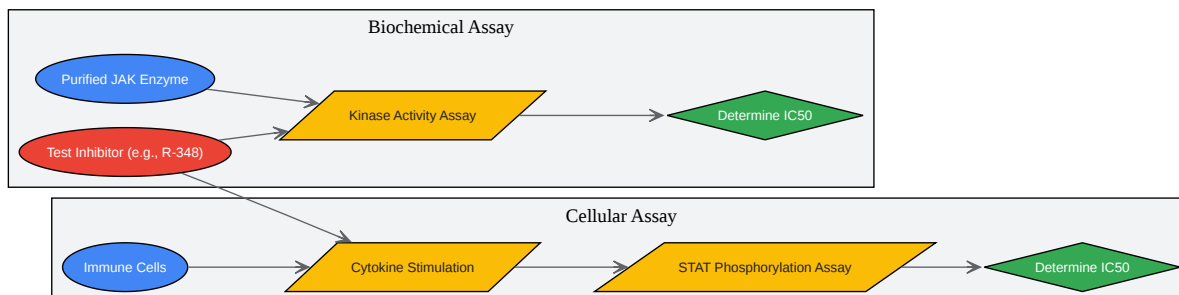 Biochemical Assay
Purified JAK Enzyme
Kinase Activity Assay
Determine IC50
Test Inhibitor (e.g., R-348)
Cellular Assay
Immune Cells
Cytokine Stimulation
STAT Phosphorylation Assay
Determine IC50